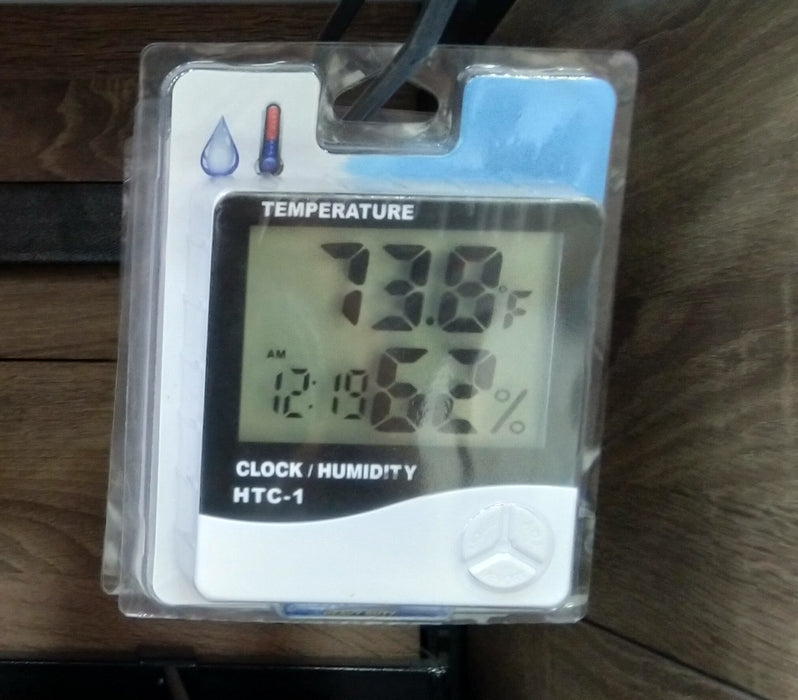 TEMPERATURE
73.8°F
AM
12:19 62%
CLOCK / HUMIDITY
HTC-1